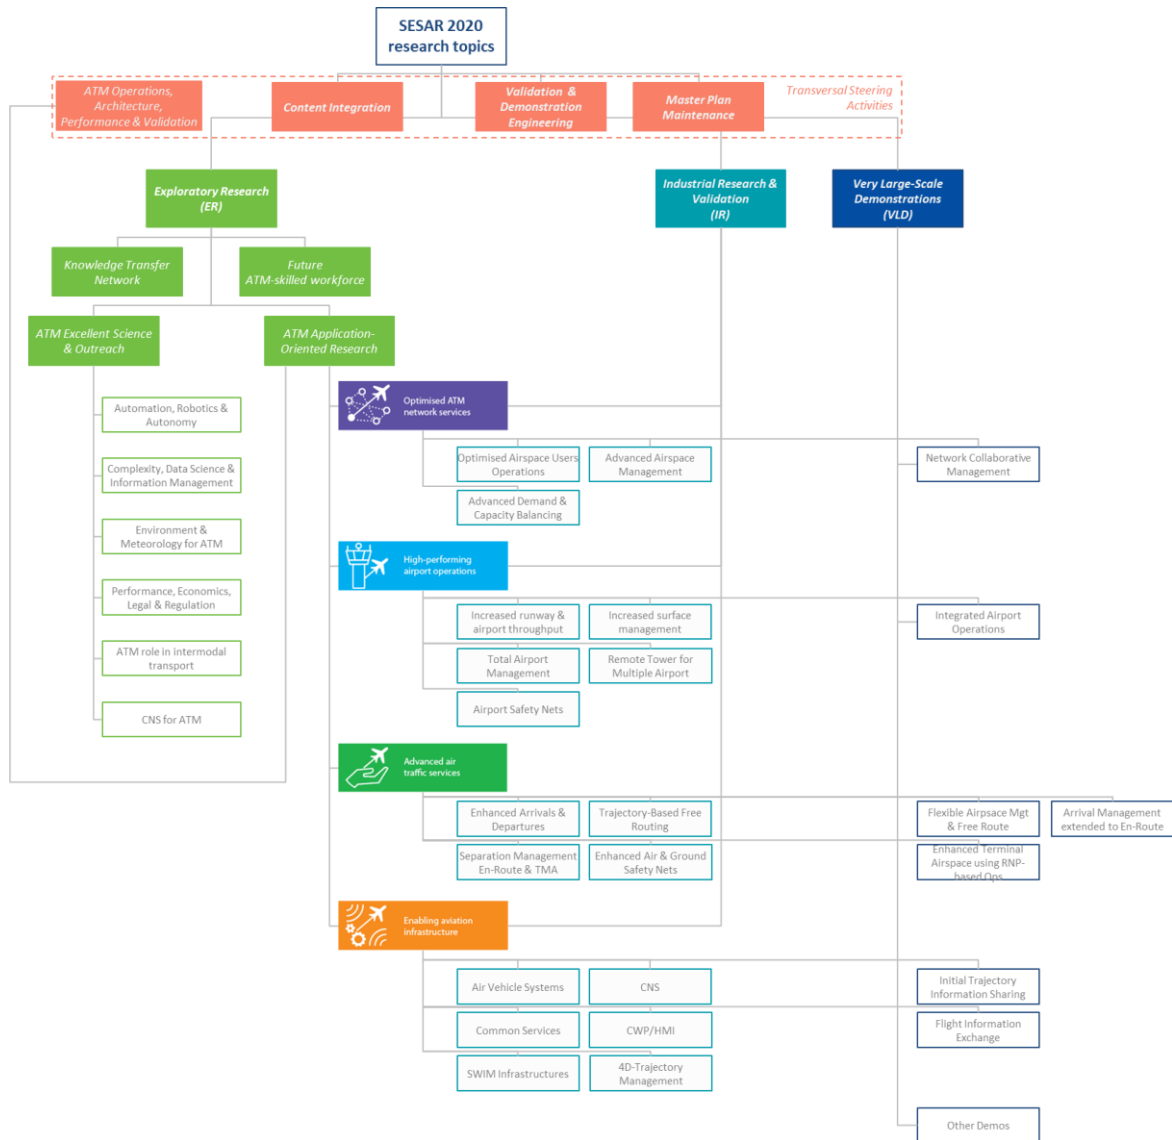 SESAR 2020
research topics
ATM Operations,
Architecture,
Performance & Validation
Content Integration
Validation &
Demonstration
Engineering
Master Plan
Maintenance
Transversal Steering
Activities
Exploratory Research
(ER)
Industrial Research &
Validation
(IR)
Very Large-Scale
Demonstrations
(VLD)
Knowledge Transfer
Network
Future
ATM-skilled workforce
ATM Excellent Science
& Outreach
ATM Application-
Oriented Research
Automation, Robotics &
Autonomy
Complexity, Data Science &
Information Management
Environment &
Meteorology for ATM
Performance, Economics,
Legal & Regulation
ATM role in intermodal
transport
CNS for ATM
Optimised ATM
network services
Optimised Airspace Users
Operations
Advanced Airspace
Management
Network Collaborative
Management
Advanced Demand &
Capacity Balancing
High-performing
airport operations
Increased runway &
airport throughput
Increased surface
management
Integrated Airport
Operations
Total Airport
Management
Remote Tower for
Multiple Airport
Airport Safety Nets
Advanced air
traffic services
Enhanced Arrivals &
Departures
Trajectory-Based Free
Routing
Flexible Airpsace Mgt
& Free Route
Arrival Management
extended to En-Route
Separation Management
En-Route & TMA
Enhanced Air & Ground
Safety Nets
Enhanced Terminal
Airspace using RNP-
based Ops
Enabling aviation
infrastructure
Air Vehicle Systems
CNS
Initial Trajectory
Information Sharing
Common Services
CWP/HMI
Flight Information
Exchange
SWIM Infrastructures
4D-Trajectory
Management
Other Demos